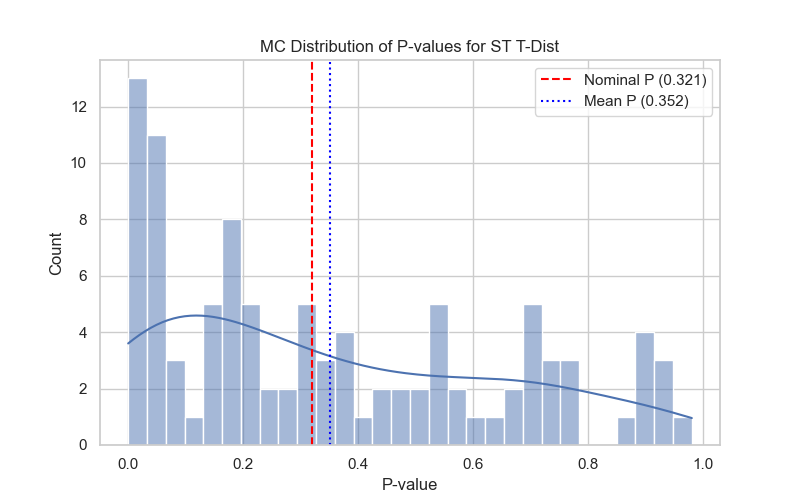 MC Distribution of P-values for ST T-Dist
Nominal P (0.321)
Mean P (0.352)
Count
12
10
8
6
4
2
0
0.0 0.2 0.4 0.6 0.8 1.0
P-value